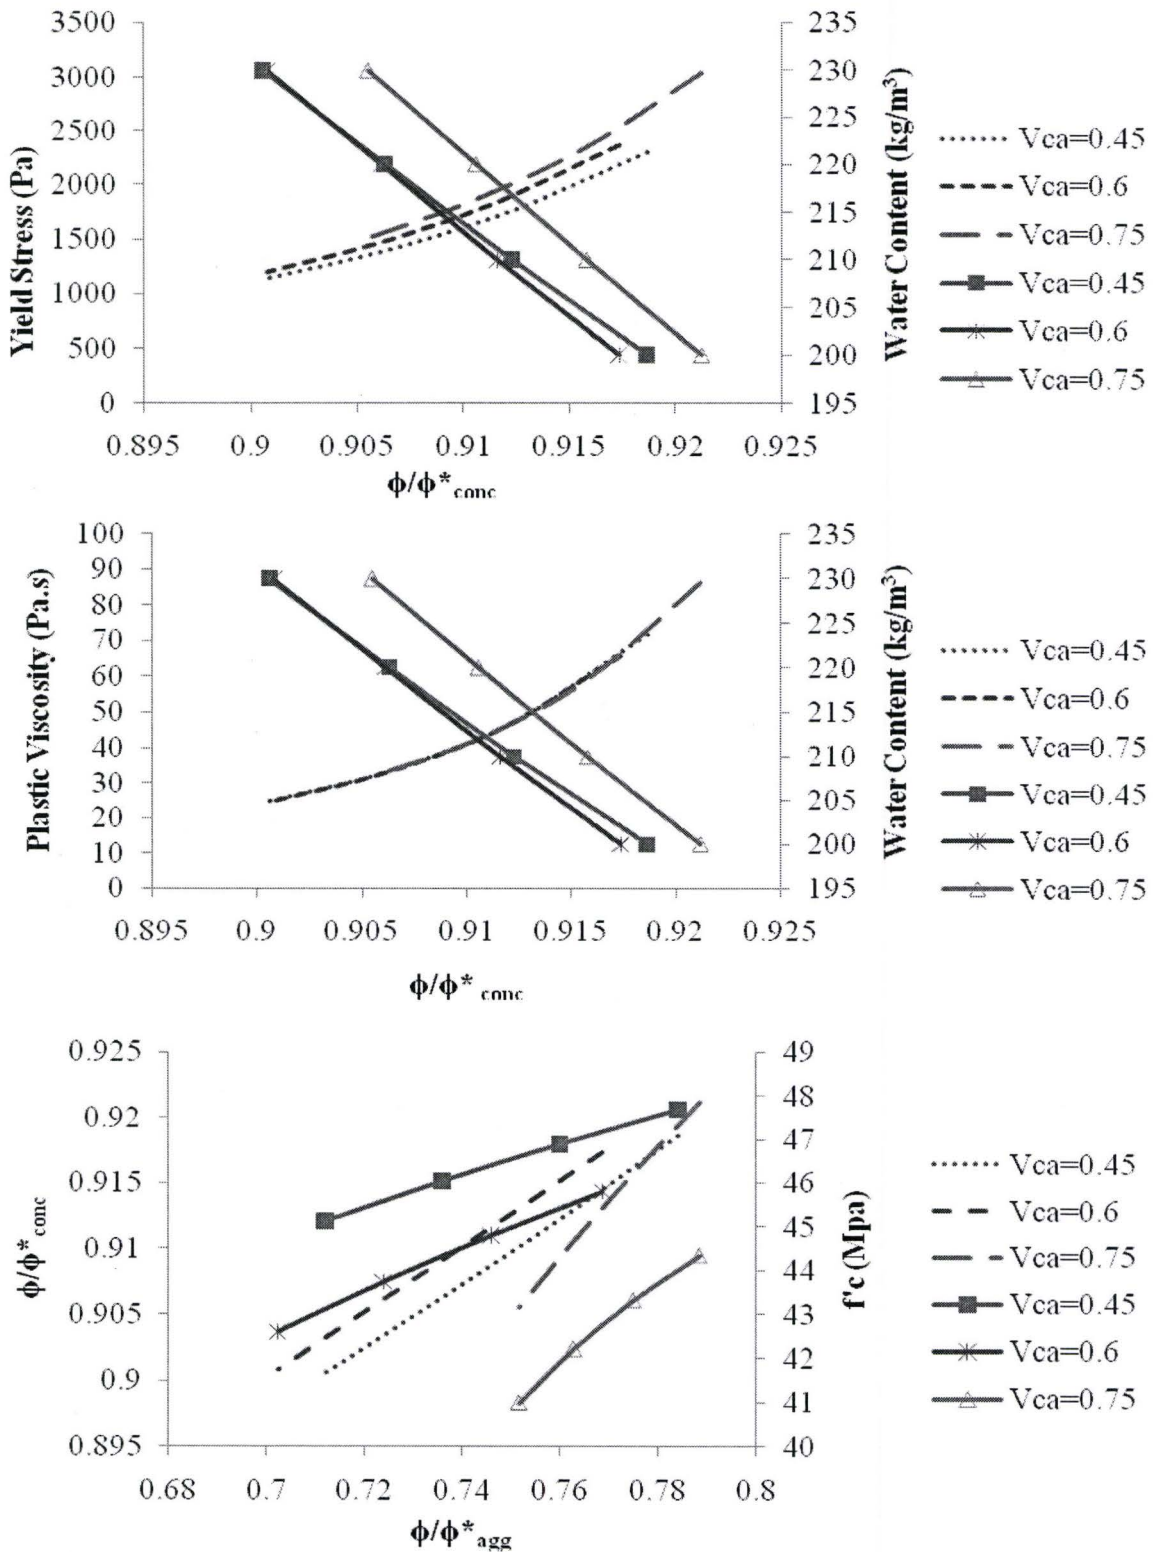 3500
3000
2500
2000
1500
1000
500
0
Yield Stress (Pa)
235
230
225
220
215
210
205
200
195
Water Content (kg/m³)
0.895 0.9 0.905 0.91 0.915 0.92 0.925
ϕ/ϕ*conc
Vca=0.45
Vca=0.6
Vca=0.75
Vca=0.45
Vca=0.6
Vca=0.75
100
90
80
70
60
50
40
30
20
10
0
Plastic Viscosity (Pa.s)
235
230
225
220
215
210
205
200
195
Water Content (kg/m³)
0.895 0.9 0.905 0.91 0.915 0.92 0.925
ϕ/ϕ* conc
Vca=0.45
Vca=0.6
Vca=0.75
Vca=0.45
Vca=0.6
Vca=0.75
0.925
0.92
0.915
0.91
0.905
0.9
0.895
ϕ/ϕ*conc
49
48
47
46
45
44
43
42
41
40
f'c (Mpa)
0.68 0.7 0.72 0.74 0.76 0.78 0.8
ϕ/ϕ*agg
Vca=0.45
Vca=0.6
Vca=0.75
Vca=0.45
Vca=0.6
Vca=0.75